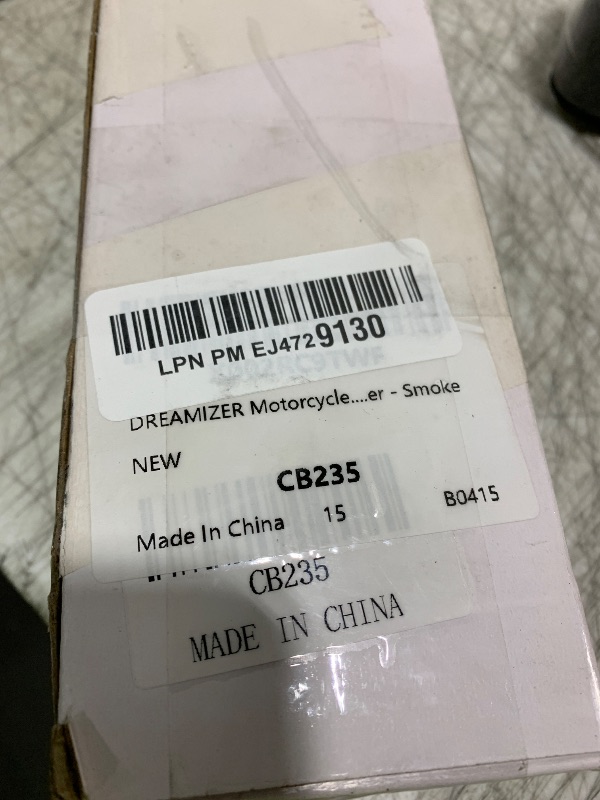 LPN PM EJ4729130
DREAMIZER Motorcycle....er - Smoke
NEW
CB235
Made In China 15 B0415
CB235
MADE IN CHINA